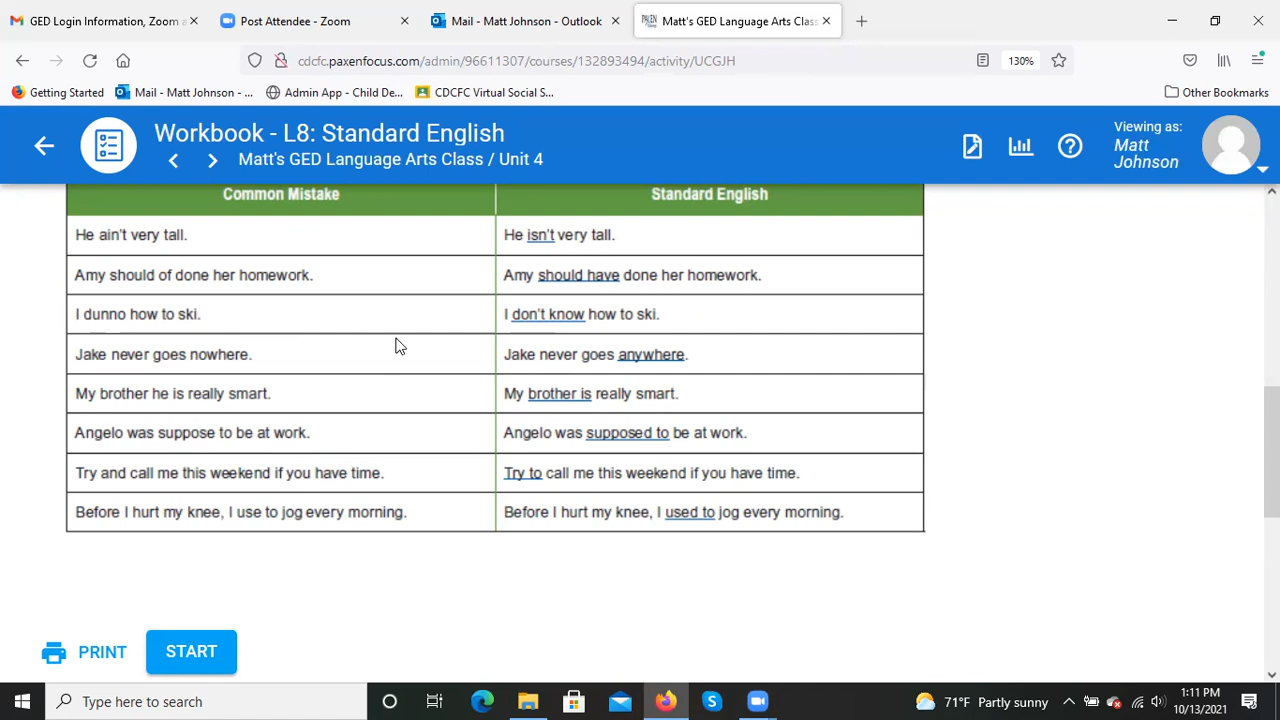 GED Login Information, Zoom a
Post Attendee - Zoom
Mail - Matt Johnson - Outlook
Matt's GED Language Arts Class
cdcfc.paxenfocus.com/admin/96611307/courses/132893494/activity/UCGJH
130%
Getting Started
Mail - Matt Johnson - ...
Admin App - Child De...
CDCFC Virtual Social S...
Other Bookmarks
Workbook - L8: Standard English
Matt's GED Language Arts Class / Unit 4
Viewing as:
Matt
Johnson
Common Mistake Standard English
He ain't very tall. He isn't very tall.
Amy should of done her homework. Amy should have done her homework.
I dunno how to ski. I don't know how to ski.
Jake never goes nowhere. Jake never goes anywhere.
My brother he is really smart. My brother is really smart.
Angelo was suppose to be at work. Angelo was supposed to be at work.
Try and call me this weekend if you have time. Try to call me this weekend if you have time.
Before I hurt my knee, I use to jog every morning. Before I hurt my knee, I used to jog every morning.
PRINT
START
Type here to search
71°F Partly sunny
1:11 PM
10/13/2021